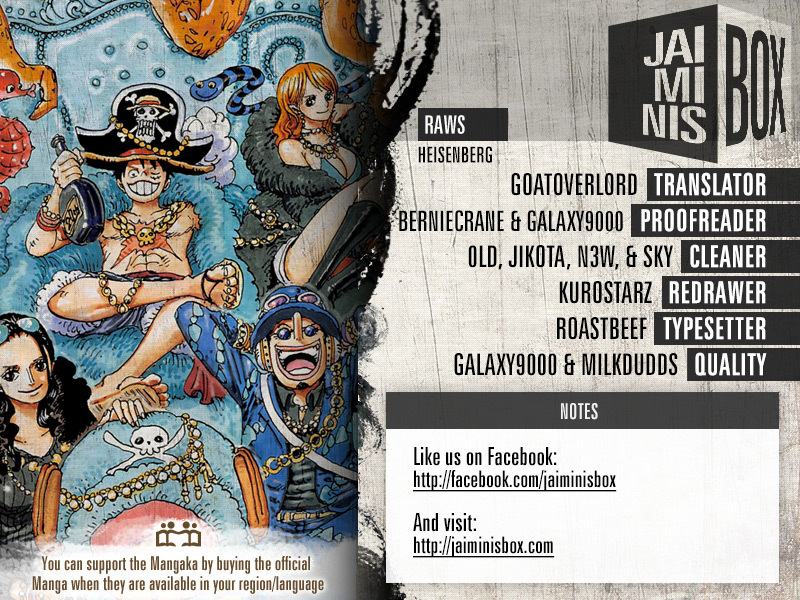 JAI
MI
NIS
BOX
RAWS
HEISENBERG
GOATOVERLORD TRANSLATOR
BERNIECRANE & GALAXY9000 PROOFREADER
OLD, JIKOTA, N3W, & SKY CLEANER
KUROSTARZ REDRAWER
ROASTBEEF TYPESETTER
GALAXY9000 & MILKDUDDS QUALITY
NOTES
Like us on Facebook:
http://facebook.com/jaiminisbox
And visit:
http://jaiminisbox.com
You can support the Mangaka by buying the official
Manga when they are available in your region/language